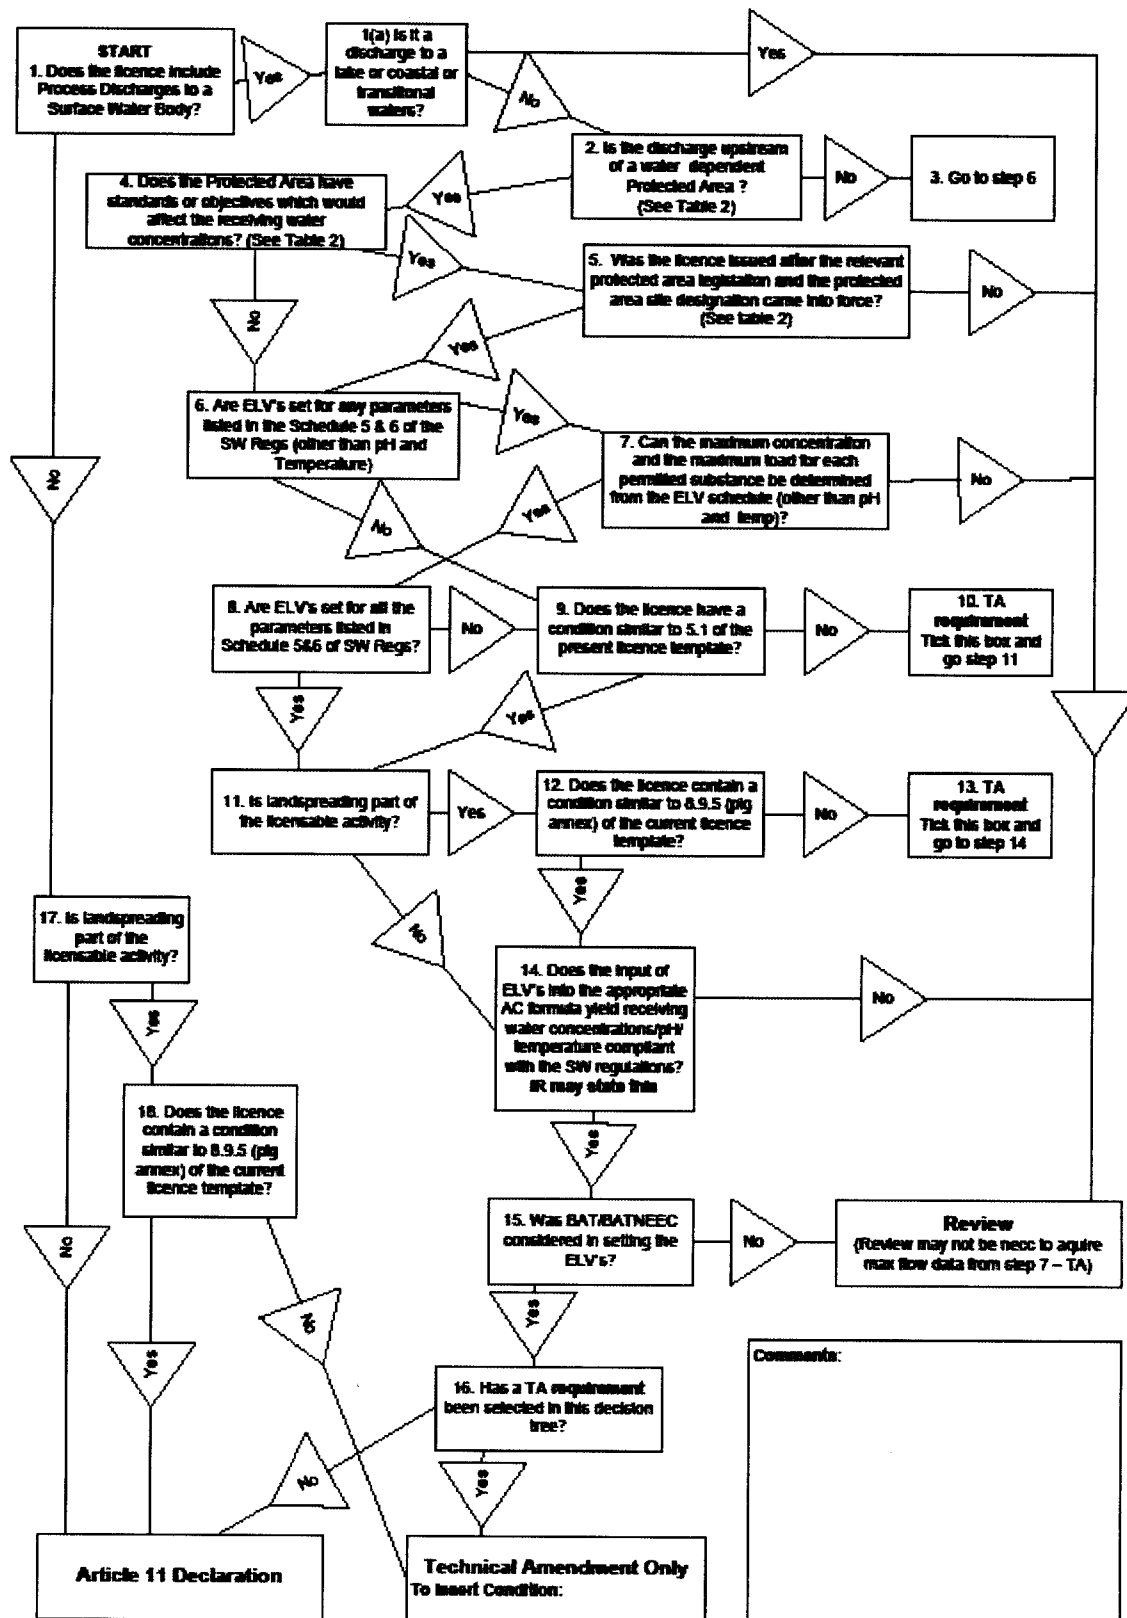 START
1. Does the licence include
Process Discharges to a
Surface Water Body?
Yes
1(a) Is it a
discharge to a
lake or coastal or
transitional
waters?
Yes
No
2. Is the discharge upstream
of a water dependent
Protected Area ?
(See Table 2)
No
3. Go to step 6
Yes
4. Does the Protected Area have
standards or objectives which would
affect the receiving water
concentrations? (See Table 2)
Yes
5. Was the licence issued after the relevant
protected area legislation and the protected
area site designation came into force?
(See table 2)
No
No
Yes
6. Are ELV's set for any parameters
listed in the Schedule 5 & 6 of the
SW Regs (other than pH and
Temperature)
Yes
7. Can the maximum concentration
and the maximum load for each
permitted substance be determined
from the ELV schedule (other than pH
and temp)?
No
No
Yes
No
8. Are ELV's set for all the
parameters listed in
Schedule 5&6 of SW Regs?
No
9. Does the licence have a
condition similar to 5.1 of the
present licence template?
No
10. TA
requirement
Tick this box and
go step 11
Yes
Yes
11. Is landspreading part of
the licensable activity?
Yes
12. Does the licence contain a
condition similar to 8.9.5 (pig
annex) of the current licence
template?
No
13. TA
requirement
Tick this box and
go to step 14
Yes
No
17. Is landspreading
part of the
licensable activity?
14. Does the input of
ELV's into the appropriate
AC formula yield receiving
water concentrations/pH/
temperature compliant
with the SW regulations?
IR may state this
No
Yes
18. Does the licence
contain a condition
similar to 8.9.5 (pig
annex) of the current
licence template?
Yes
15. Was BAT/BATNEEC
considered in setting the
ELV's?
No
Review
(Review may not be necc to aquire
max flow data from step 7 – TA)
No
No
Yes
Yes
16. Has a TA requirement
been selected in this decision
tree?
Comments:
No
Yes
Article 11 Declaration
Technical Amendment Only
To Insert Condition: